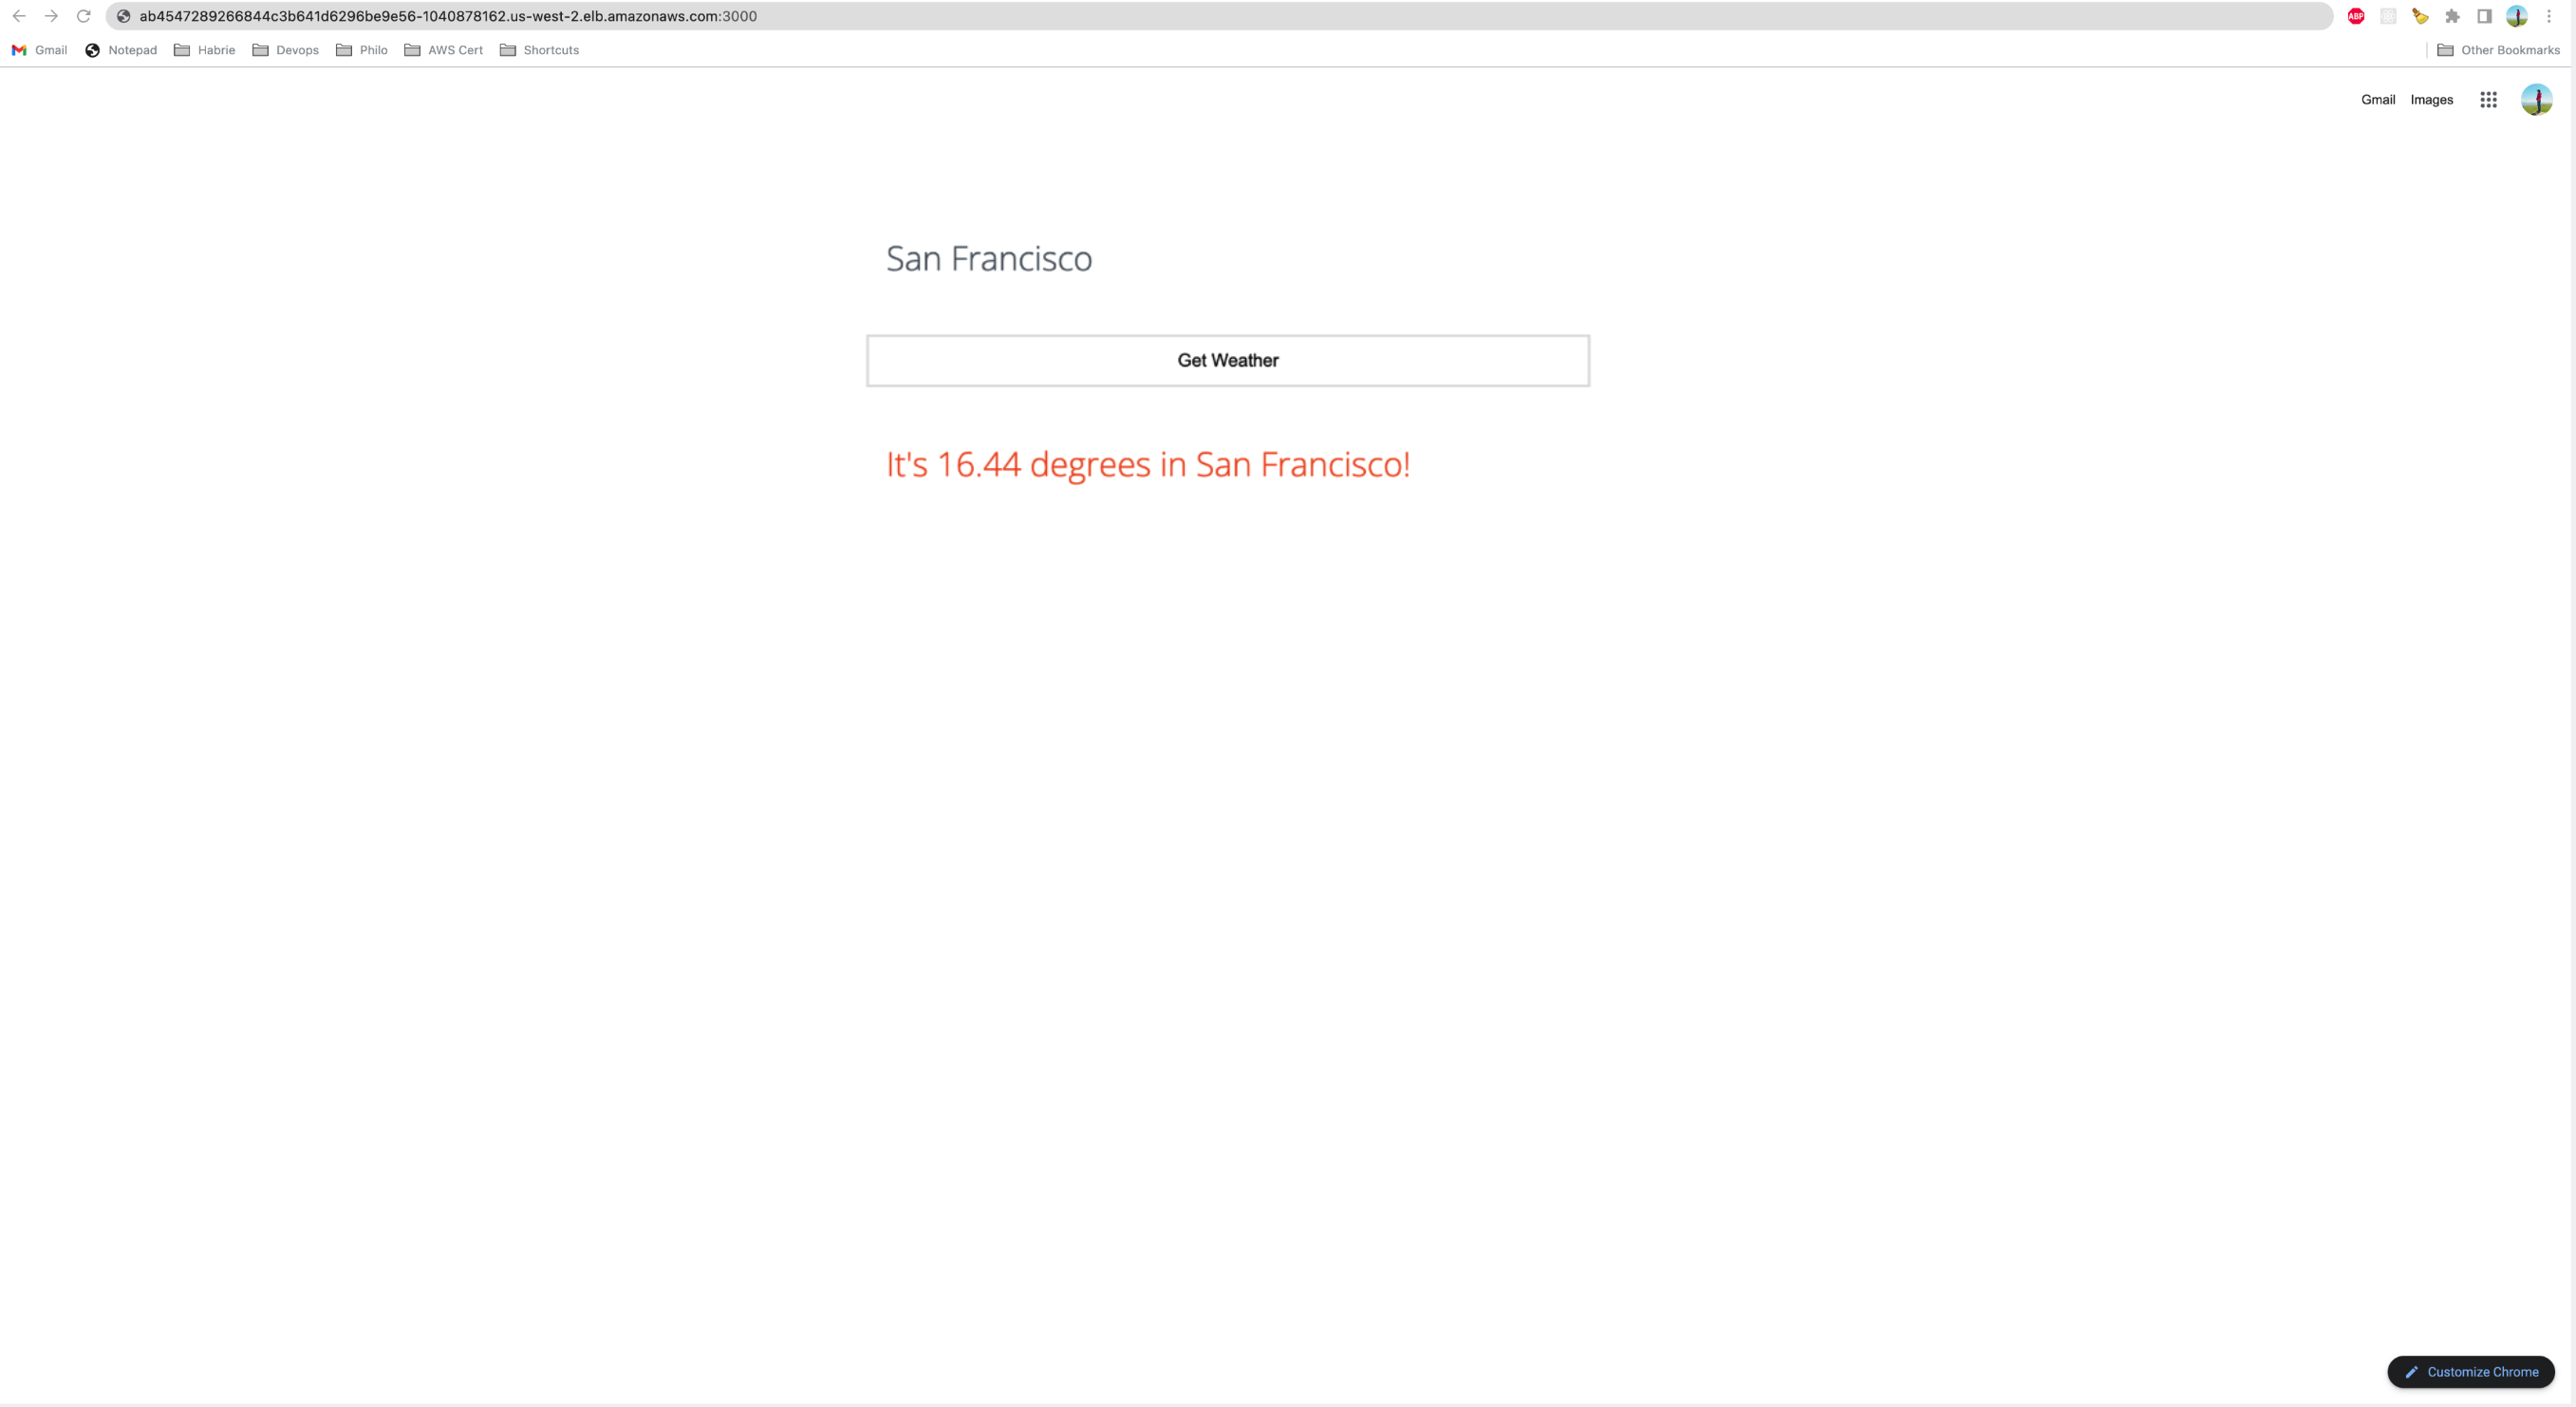 ab4547289266844c3b641d6296be9e56-1040878162.us-west-2.elb.amazonaws.com:3000
ABP
Gmail Notepad Habrie Devops Philo AWS Cert Shortcuts Other Bookmarks
Gmail Images
San Francisco
Get Weather
It's 16.44 degrees in San Francisco!
Customize Chrome